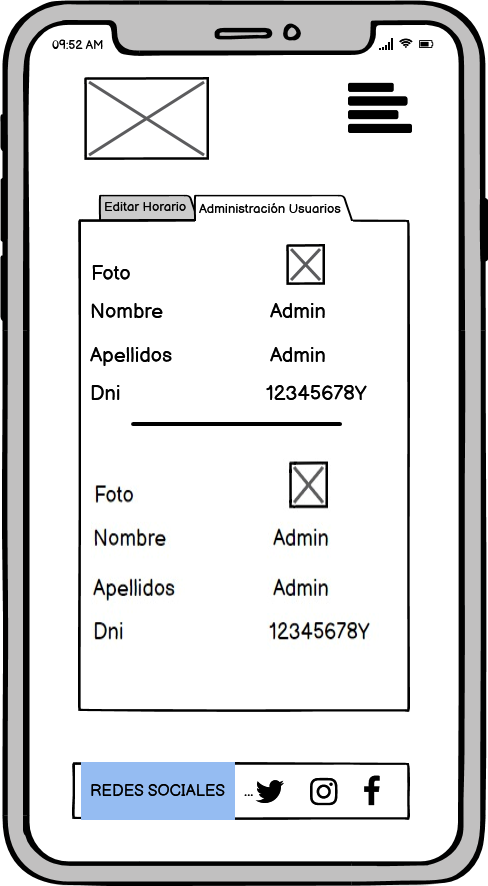 09:52 AM
Editar Horario Administración Usuarios
Foto
Nombre Admin
Apellidos Admin
Dni 12345678Y
Foto
Nombre Admin
Apellidos Admin
Dni 12345678Y
REDES SOCIALES ...